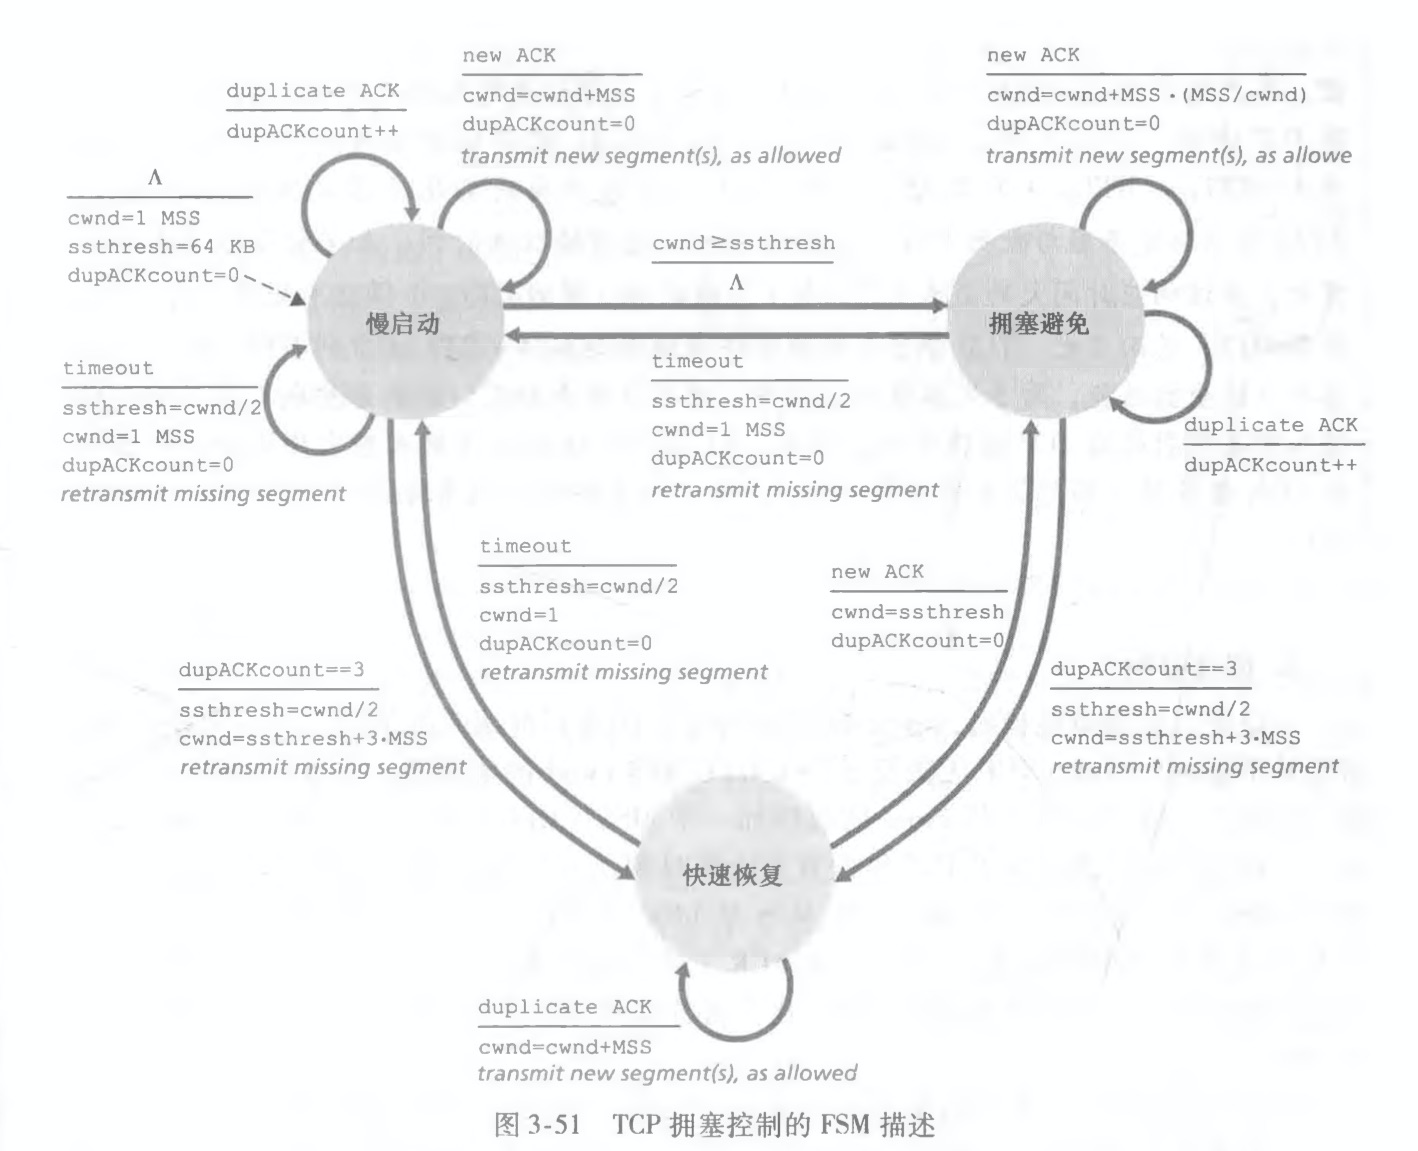 new ACK
cwnd=cwnd+MSS
dupACKcount=0
transmit new segment(s), as allowed
new ACK
cwnd=cwnd+MSS·(MSS/cwnd)
dupACKcount=0
transmit new segment(s), as allowe
duplicate ACK
dupACKcount++
Λ
cwnd=1 MSS
ssthresh=64 KB
dupACKcount=0
cwnd≥ssthresh
Λ
慢启动
拥塞避免
timeout
ssthresh=cwnd/2
cwnd=1 MSS
dupACKcount=0
retransmit missing segment
timeout
ssthresh=cwnd/2
cwnd=1 MSS
dupACKcount=0
retransmit missing segment
duplicate ACK
dupACKcount++
timeout
ssthresh=cwnd/2
cwnd=1
dupACKcount=0
retransmit missing segment
new ACK
cwnd=ssthresh
dupACKcount=0
dupACKcount==3
ssthresh=cwnd/2
cwnd=ssthresh+3·MSS
retransmit missing segment
dupACKcount==3
ssthresh=cwnd/2
cwnd=ssthresh+3·MSS
retransmit missing segment
快速恢复
duplicate ACK
cwnd=cwnd+MSS
transmit new segment(s), as allowed
图 3-51 TCP 拥塞控制的 FSM 描述